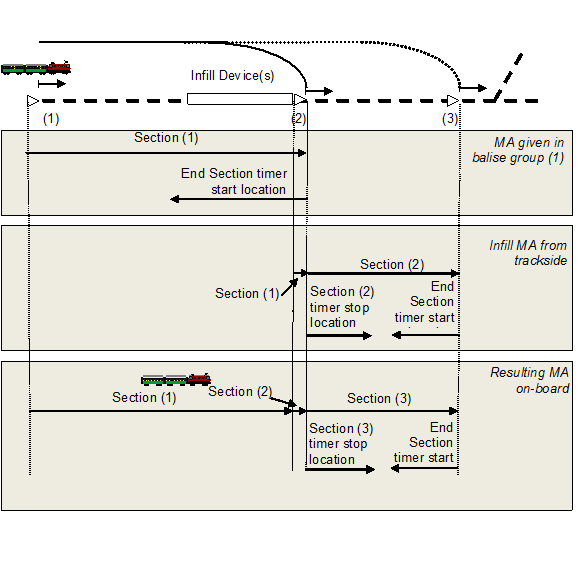 Infill Device(s)
(1)
(2)
(3)
Section (1)
MA given in
balise group (1)
End Section timer
start location
Infill MA from
trackside
Section (2)
Section (1)
Section (2)
timer stop
location
End
Section
timer start
Resulting MA
on-board
Section (1)
Section (2)
Section (3)
Section (3)
timer stop
location
End
Section
timer start